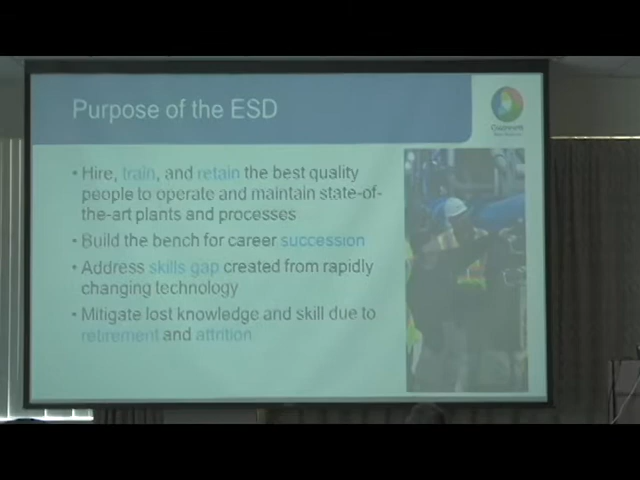 Purpose of the ESD
• Hire, train, and retain the best quality
people to operate and maintain state-of-
the-art plants and processes
• Build the bench for career succession
• Address skills gap created from rapidly
changing technology
• Mitigate lost knowledge and skill due to
retirement and attrition